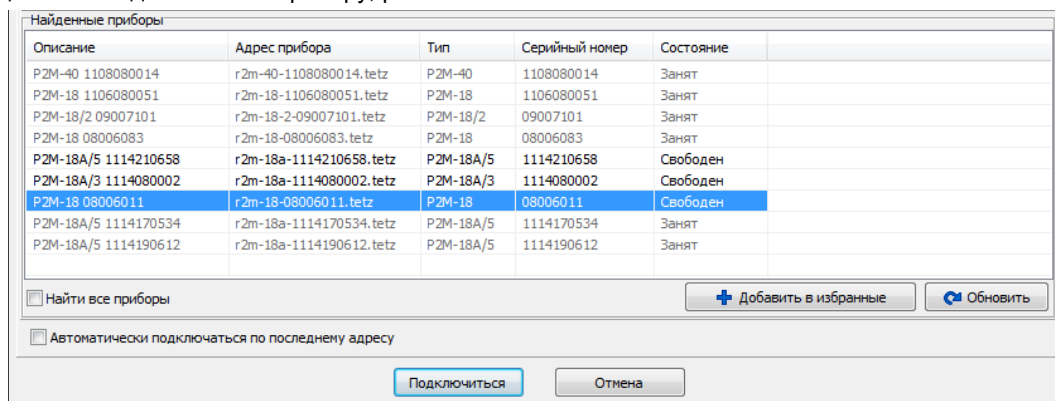 Найденные приборы
Описание Адрес прибора Тип Серийный номер Состояние
Р2М-40 1108080014 r2m-40-1108080014.tetz Р2М-40 1108080014 Занят
Р2М-18 1106080051 r2m-18-1106080051.tetz Р2М-18 1106080051 Занят
Р2М-18/2 09007101 r2m-18-2-09007101.tetz Р2М-18/2 09007101 Занят
Р2М-18 08006083 r2m-18-08006083.tetz Р2М-18 08006083 Занят
Р2М-18А/5 1114210658 r2m-18a-1114210658.tetz Р2М-18А/5 1114210658 Свободен
Р2М-18А/3 1114080002 r2m-18a-1114080002.tetz Р2М-18А/3 1114080002 Свободен
Р2М-18 08006011 r2m-18-08006011.tetz Р2М-18 08006011 Свободен
Р2М-18А/5 1114170534 r2m-18a-1114170534.tetz Р2М-18А/5 1114170534 Занят
Р2М-18А/5 1114190612 r2m-18a-1114190612.tetz Р2М-18А/5 1114190612 Занят
Найти все приборы Добавить в избранные Обновить
Автоматически подключаться по последнему адресу
Подключиться Отмена